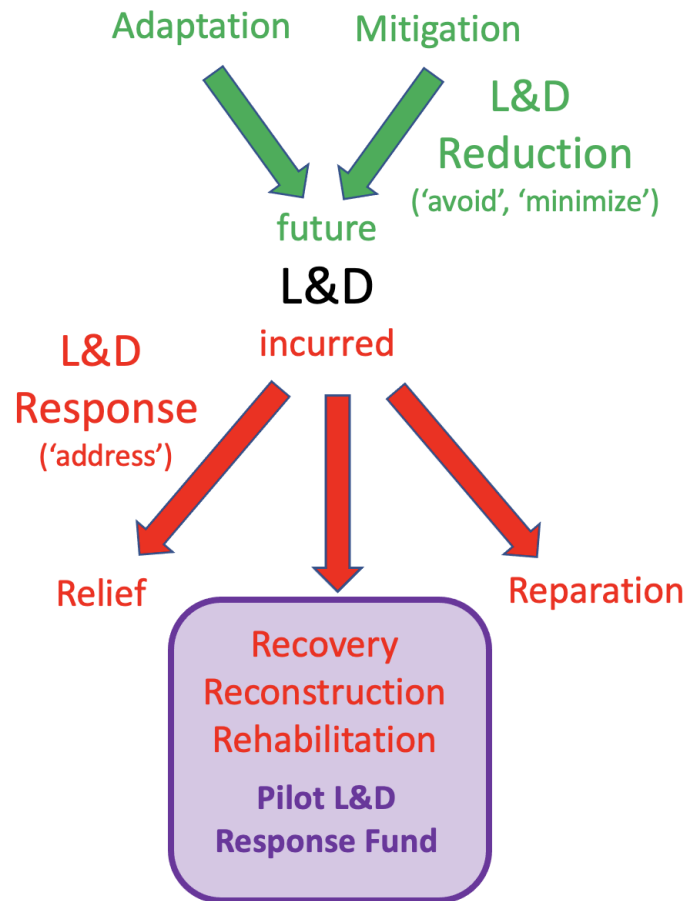 Adaptation
Mitigation
L&D
Reduction
(‘avoid’, ‘minimize’)
future
L&D
incurred
L&D
Response
(‘address’)
Relief
Reparation
Recovery
Reconstruction
Rehabilitation
Pilot L&D
Response Fund